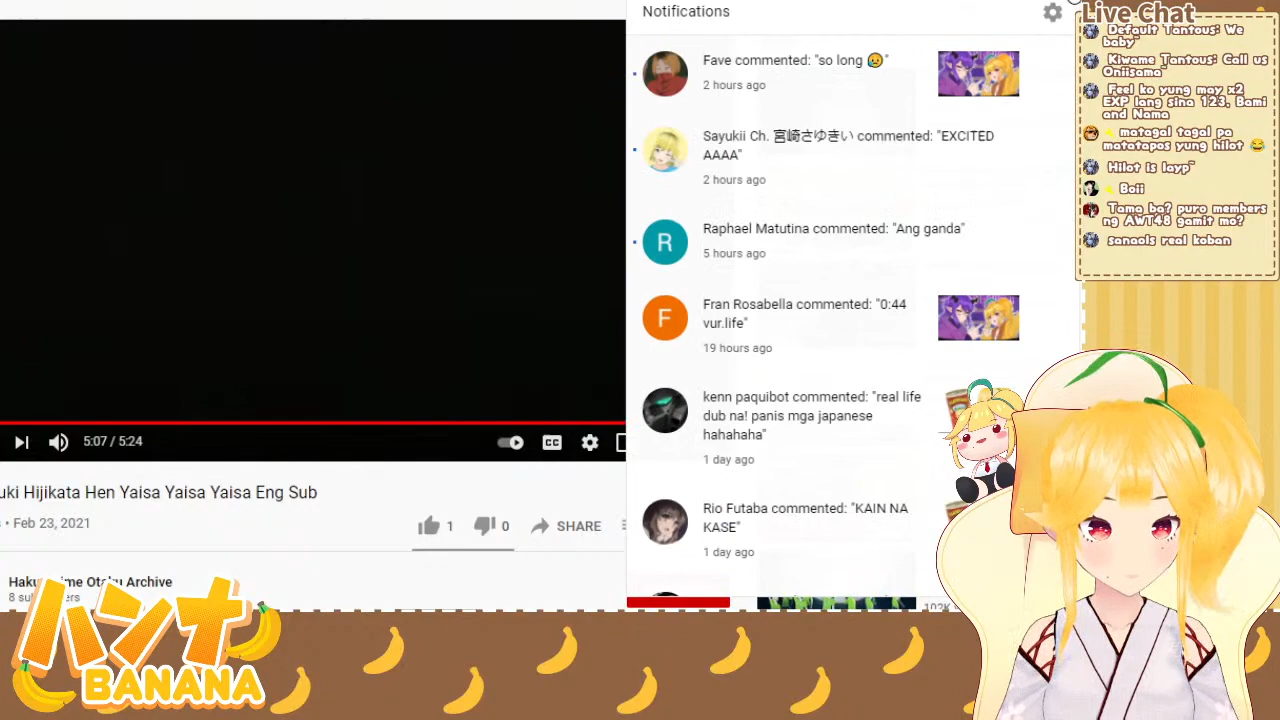 Notifications
Fave commented: "so long 😥"
2 hours ago
Sayukii Ch. 宮崎さゆきい commented: "EXCITED
AAAA"
2 hours ago
R
Raphael Matutina commented: "Ang ganda"
5 hours ago
F
Fran Rosabella commented: "0:44
vur.life"
19 hours ago
kenn paquibot commented: "real life
dub na! panis mga japanese
hahahaha"
1 day ago
Rio Futaba commented: "KAIN NA
KASE"
1 day ago
5:07 / 5:24
CC
Hijikata Hen Yaisa Yaisa Yaisa Eng Sub
• Feb 23, 2021
1
0
SHARE
Otaku Archive
8
ハンナ
BANANA
Live Chat
Default Tantous: We
baby~
Kiwame Tantous: Call us
Oniisama~
Feel ko yung may x2
EXP lang sina 123, Bami
and Nama
matagal tagal pa
matatapos yung hilot 😂
Hilot is layp~
Boii
Tama ba? puro members
ng AWT48 gamit mo?
sanaols real koban